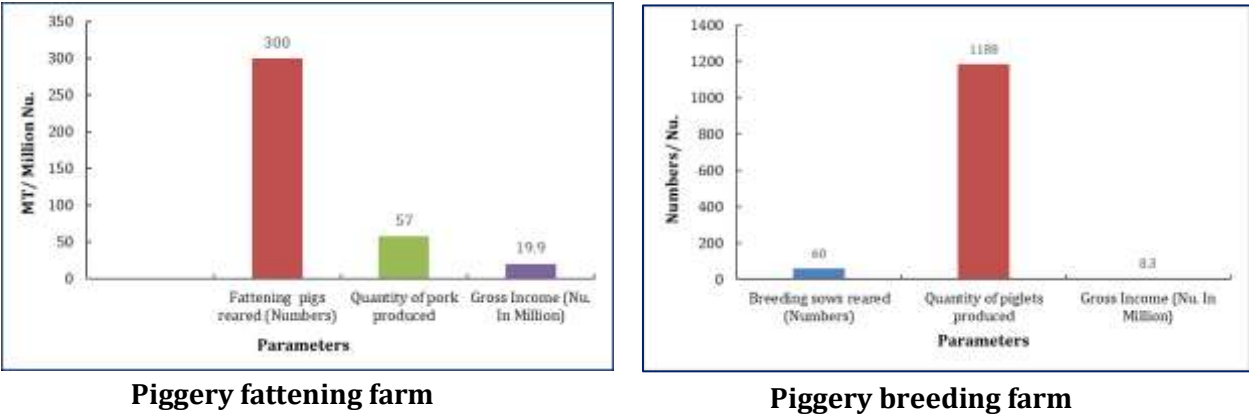 350
300
250
200
150
100
50
0
MT/ Million Nu.
300
57
19.9
Fattening pigs
reared (Numbers)
Quantity of pork
produced
Gross Income (Nu.
In Million)
Parameters
Piggery fattening farm
1400
1200
1000
800
600
400
200
0
Numbers/ Nu.
60
1188
8.3
Breeding sows reared
(Numbers)
Quantity of piglets
produced
Gross Income (Nu. In
Million)
Parameters
Piggery breeding farm